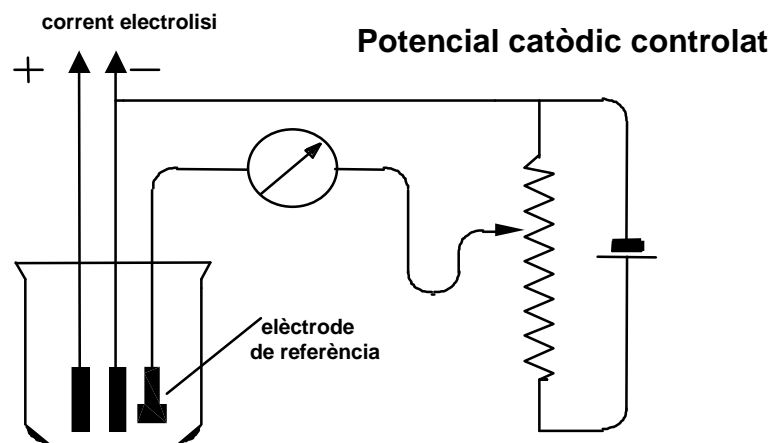 corrent electrolisi
Potencial catòdic controlat
+ —
elèctrode
de referència